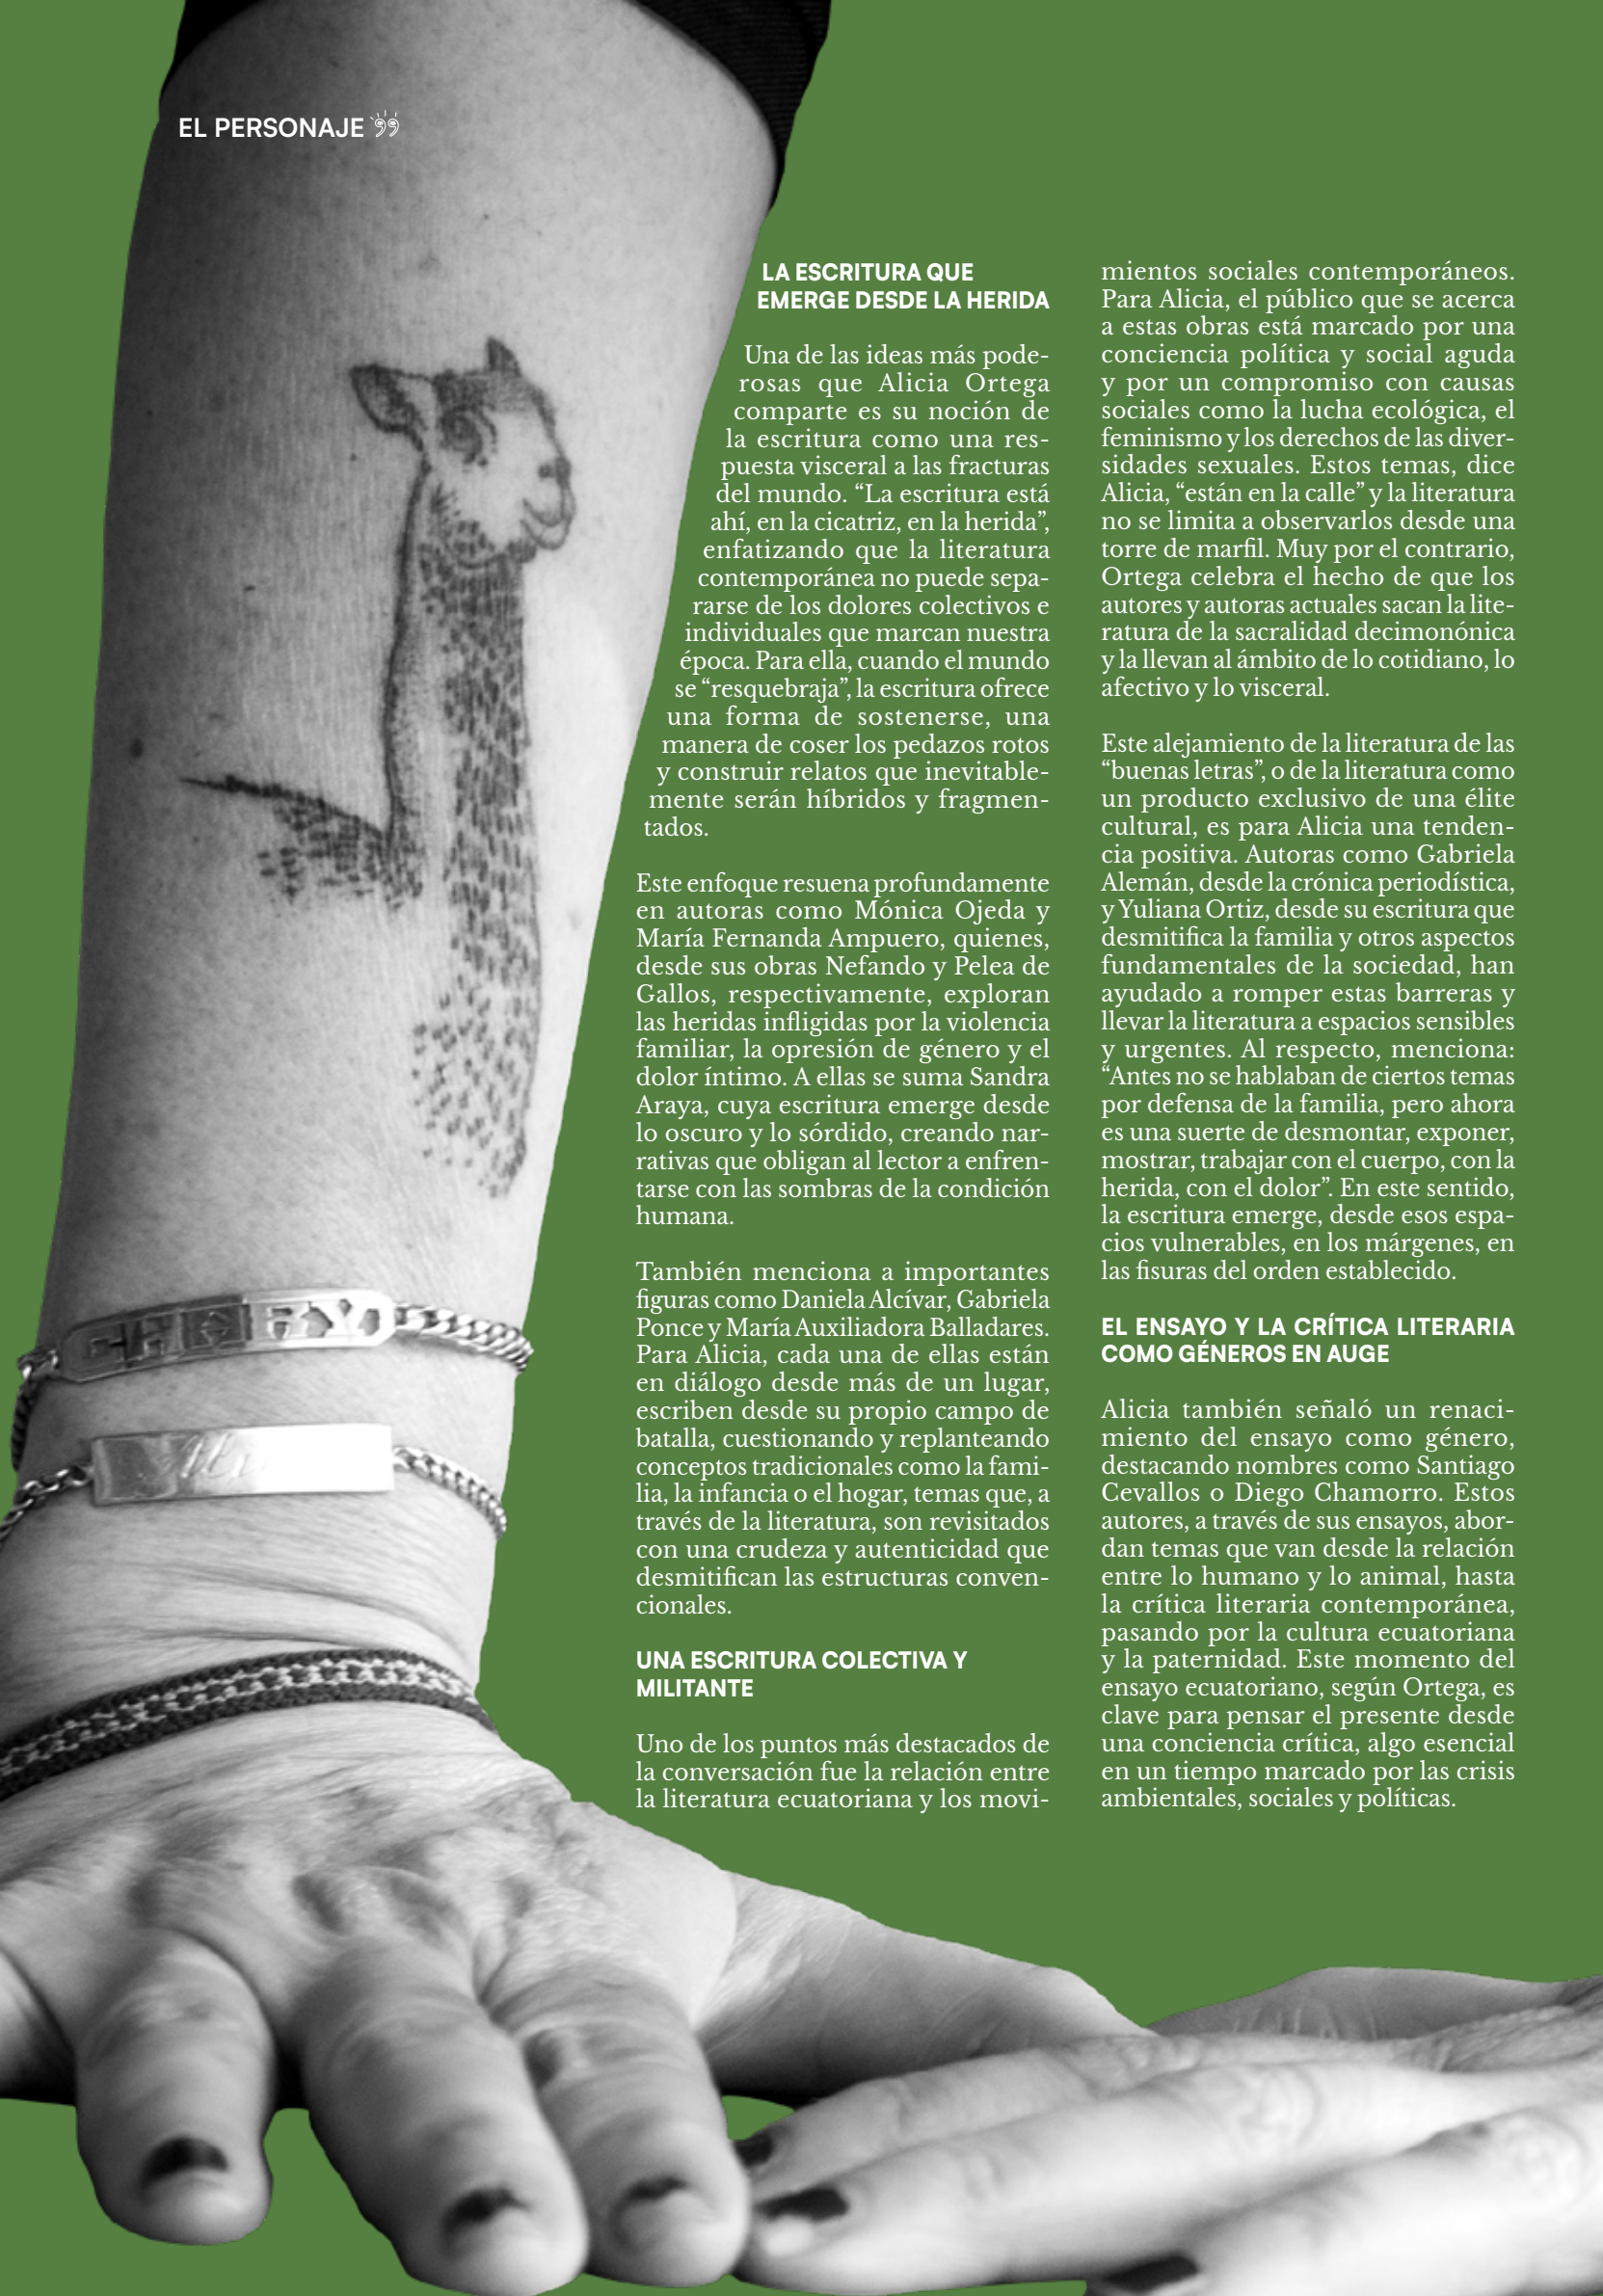 EL PERSONAJE
LA ESCRITURA QUE
EMERGE DESDE LA HERIDA
Una de las ideas más pode-
rosas que Alicia Ortega
comparte es su noción de
la escritura como una res-
puesta visceral a las fracturas
del mundo. “La escritura está
ahí, en la cicatriz, en la herida”,
enfatizando que la literatura
contemporánea no puede sepa-
rarse de los dolores colectivos e
individuales que marcan nuestra
época. Para ella, cuando el mundo
se “resquebraja”, la escritura ofrece
una forma de sostenerse, una
manera de coser los pedazos rotos
y construir relatos que inevitable-
mente serán híbridos y fragmen-
tados.
Este enfoque resuena profundamente
en autoras como Mónica Ojeda y
María Fernanda Ampuero, quienes,
desde sus obras Nefando y Pelea de
Gallos, respectivamente, exploran
las heridas infligidas por la violencia
familiar, la opresión de género y el
dolor íntimo. A ellas se suma Sandra
Araya, cuya escritura emerge desde
lo oscuro y lo sórdido, creando nar-
rativas que obligan al lector a enfren-
tarse con las sombras de la condición
humana.
También menciona a importantes
figuras como Daniela Alcívar, Gabriela
Ponce y María Auxiliadora Balladares.
Para Alicia, cada una de ellas están
en diálogo desde más de un lugar,
escriben desde su propio campo de
batalla, cuestionando y replanteando
conceptos tradicionales como la fami-
lia, la infancia o el hogar, temas que, a
través de la literatura, son revisitados
con una crudeza y autenticidad que
desmitifican las estructuras conven-
cionales.
UNA ESCRITURA COLECTIVA Y
MILITANTE
Uno de los puntos más destacados de
la conversación fue la relación entre
la literatura ecuatoriana y los movi-
mientos sociales contemporáneos.
Para Alicia, el público que se acerca
a estas obras está marcado por una
conciencia política y social aguda
y por un compromiso con causas
sociales como la lucha ecológica, el
feminismo y los derechos de las diver-
sidades sexuales. Estos temas, dice
Alicia, “están en la calle” y la literatura
no se limita a observarlos desde una
torre de marfil. Muy por el contrario,
Ortega celebra el hecho de que los
autores y autoras actuales sacan la lite-
ratura de la sacralidad decimonónica
y la llevan al ámbito de lo cotidiano, lo
afectivo y lo visceral.
Este alejamiento de la literatura de las
“buenas letras”, o de la literatura como
un producto exclusivo de una élite
cultural, es para Alicia una tenden-
cia positiva. Autoras como Gabriela
Alemán, desde la crónica periodística,
y Yuliana Ortiz, desde su escritura que
desmitifica la familia y otros aspectos
fundamentales de la sociedad, han
ayudado a romper estas barreras y
llevar la literatura a espacios sensibles
y urgentes. Al respecto, menciona:
“Antes no se hablaban de ciertos temas
por defensa de la familia, pero ahora
es una suerte de desmontar, exponer,
mostrar, trabajar con el cuerpo, con la
herida, con el dolor”. En este sentido,
la escritura emerge, desde esos espa-
cios vulnerables, en los márgenes, en
las fisuras del orden establecido.
EL ENSAYO Y LA CRÍTICA LITERARIA
COMO GÉNEROS EN AUGE
Alicia también señaló un renaci-
miento del ensayo como género,
destacando nombres como Santiago
Cevallos o Diego Chamorro. Estos
autores, a través de sus ensayos, abor-
dan temas que van desde la relación
entre lo humano y lo animal, hasta
la crítica literaria contemporánea,
pasando por la cultura ecuatoriana
y la paternidad. Este momento del
ensayo ecuatoriano, según Ortega, es
clave para pensar el presente desde
una conciencia crítica, algo esencial
en un tiempo marcado por las crisis
ambientales, sociales y políticas.